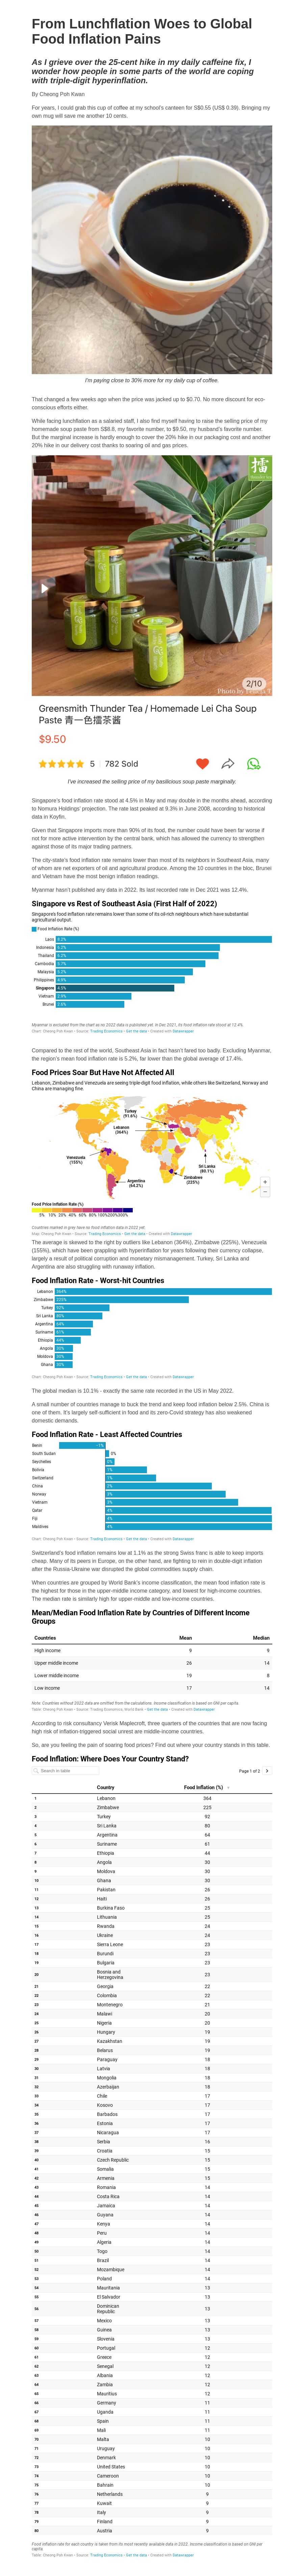 From Lunchflation Woes to Global
Food Inflation Pains
As I grieve over the 25-cent hike in my daily caffeine fix, I
wonder how people in some parts of the world are coping
with triple-digit hyperinflation.
By Cheong Poh Kwan
For years, I could grab this cup of coffee at my school's canteen for S$0.55 (US$ 0.39). Bringing my
own mug will save me another 10 cents.
I'm paying close to 30% more for my daily cup of coffee.
That changed a few weeks ago when the price was jacked up to $0.70. No more discount for eco-
conscious efforts either.
While facing lunchflation as a salaried staff, I also find myself having to raise the selling price of my
homemade soup paste from S$8.8, my favorite number, to $9.50, my husband's favorite number.
But the marginal increase is hardly enough to cover the 20% hike in our packaging cost and another
20% hike in our delivery cost thanks to soaring oil and gas prices.
擂
2/10
Greensmith Thunder Tea / Homemade Lei Cha Soup
Paste 青一色擂茶酱
$9.50
5 | 782 Sold
I've increased the selling price of my basilicious soup paste marginally.
Singapore's food inflation rate stood at 4.5% in May and may double in the months ahead, according
to Nomura Holdings' projection. The rate last peaked at 9.3% in June 2008, according to historical
data in Koyfin.
Given that Singapore imports more than 90% of its food, the number could have been far worse if
not for more active intervention by the central bank, which has allowed its currency to appreciate
against those of its major trading partners.
The city-state's food inflation rate remains lower than most of its neighbors in Southeast Asia, many
of whom are net exporters of oil and agricultural produce. Among the 10 countries in the bloc, Brunei
and Vietnam have the most benign food inflation readings.
Myanmar hasn't published any data in 2022. Its last recorded rate in Dec 2021 was 12.4%.
Singapore vs Rest of Southeast Asia (First Half of 2022)
Singapore's food inflation rate remains lower than some of its oil-rich neighbours which have substantial
agricultural output.
Food Inflation Rate (%)
Laos
Indonesia
Thailand
Cambodia
Malaysia
Philippines 4.9%
Singapore 4.5%
Vietnam
Brunei 2.6%
Myanmar is excluded from the chart as no 2022 data is published yet. In Dec 2021, its food inflation rate stood at 12.4%.
Chart: Cheong Poh Kwan • Source: Trading Economics • Get the data • Created with Datawrapper
Compared to the rest of the world, Southeast Asia in fact hasn't fared too badly. Excluding Myanmar,
the region's mean food inflation rate is 5.2%, far lower than the global average of 17.4%.
Food Prices Soar But Have Not Affected All
Lebanon, Zimbabwe and Venezuela are seeing triple-digit food inflation, while others like Switzerland, Norway and
China are managing fine.
Turkey
(91.6%)
Lebanon
(364%)
Venezuela
(155%)
Sri Lanka
(80.1%)
Zimbabwe
(225%)
Argentina
(64.2%)
Food Price Inflation Rate (%)
5% 10% 20% 40% 60% 80% 100%200%300%
Countries marked in grey have no food inflation data in 2022 yet
Map: Cheong Poh Kwan • Source: Trading Economics • Get the data • Created with Datawrapper
The average is skewed to the right by outliers like Lebanon (364%), Zimbabwe (225%), Venezuela
(155%), which have been grappling with hyperinflation for years following their currency collapse,
largely a result of political corruption and monetary mismanagement. Turkey, Sri Lanka and
Argentina are also struggling with runaway inflation.
Food Inflation Rate - Worst-hit Countries
Lebanon 364%
Zimbabwe 225%
Turkey 92%
Sri Lanka
Argentina 64%
Suriname 61%
Ethiopia 44%
Angola 30%
Moldova 30%
Ghana 30%
Chart: Cheong Poh Kwan • Source: Trading Economics • Get the data • Created with Datawrapper
The global median is 10.1% - exactly the same rate recorded in the US in May 2022.
A small number of countries manage to buck the trend and keep food inflation below 2.5%. China is
one of them. It's largely self-sufficient in food and its zero-Covid strategy has also weakened
domestic demands.
Food Inflation Rate - Least Affected Countries
Benin
South Sudan 0%
Seychelles
Bolivia
Switzerland
China
Norway
Vietnam
Qatar
Fiji
Maldives
Chart: Cheong Poh Kwan • Source: Trading Economics • Get the data • Created with Datawrapper
Switzerland's food inflation remains low at 1.1% as the strong Swiss franc is able to keep imports
cheap. Many of its peers in Europe, on the other hand, are fighting to rein in double-digit inflation
after the Russia-Ukraine war disrupted the global commodities supply chain.
When countries are grouped by World Bank's income classification, the mean food inflation rate is
the highest for those in the upper middle income category, and lowest for high-income countries.
The median rate is similarly high for upper-middle and low-income countries.
Mean/Median Food Inflation Rate by Countries of Different Income
Groups
Countries Mean Median
High income 9 9
Upper middle income 26 14
Lower middle income 19 8
Low income 17 14
Note: Countries without 2022 data are omitted from the calculations. Income classification is based on GNI per capita.
Table: Cheong Poh Kwan • Source: Trading Economics, World Bank • Get the data • Created with Datawrapper
According to risk consultancy Verisk Maplecroft, three quarters of the countries that are now facing
high risk of inflation-triggered social unrest are middle-income countries.
So, are you feeling the pain of soaring food prices? Find out where your country stands in this table.
Food Inflation: Where Does Your Country Stand?
Search in table
Page 1 of 2
Country Food Inflation (%)
1 Lebanon 364
2 Zimbabwe 225
3 Turkey 92
4 Sri Lanka 80
5 Argentina 64
6 Suriname 61
7 Ethiopia 44
8 Angola 30
9 Moldova 30
10 Ghana 30
11 Pakistan 26
12 Haiti 26
13 Burkina Faso 25
14 Lithuania 25
15 Rwanda 24
16 Ukraine 24
17 Sierra Leone 23
18 Burundi 23
19 Bulgaria 23
20 Bosnia and
Herzegovina 23
21 Georgia 22
22 Colombia 22
23 Montenegro 21
24 Malawi 20
25 Nigeria 20
26 Hungary 19
27 Kazakhstan 19
28 Belarus 19
29 Paraguay 18
30 Latvia 18
31 Mongolia 18
32 Azerbaijan 18
33 Chile 17
34 Kosovo 17
35 Barbados 17
36 Estonia 17
37 Nicaragua 17
38 Serbia 16
39 Croatia 15
40 Czech Republic 15
41 Somalia 15
42 Armenia 15
43 Romania 14
44 Costa Rica 14
45 Jamaica 14
46 Guyana 14
47 Kenya 14
48 Peru 14
49 Algeria 14
50 Togo 14
51 Brazil 14
52 Mozambique 14
53 Poland 14
54 Mauritania 13
55 El Salvador 13
56 Dominican
Republic 13
57 Mexico 13
58 Guinea 13
59 Slovenia 13
60 Portugal 12
61 Greece 12
62 Senegal 12
63 Albania 12
64 Zambia 12
65 Mauritius 12
66 Germany 11
67 Uganda 11
68 Spain 11
69 Mali 11
70 Malta 10
71 Uruguay 10
72 Denmark 10
73 United States 10
74 Cameroon 10
75 Bahrain 10
76 Netherlands 9
77 Kuwait 9
78 Italy 9
79 Finland 9
80 Austria 9
Food inflation rate for each country is taken from its most recently available data in 2022. Income classification is based on GNI per
capita.
Table: Cheong Poh Kwan • Source: Trading Economics • Get the data • Created with Datawrapper